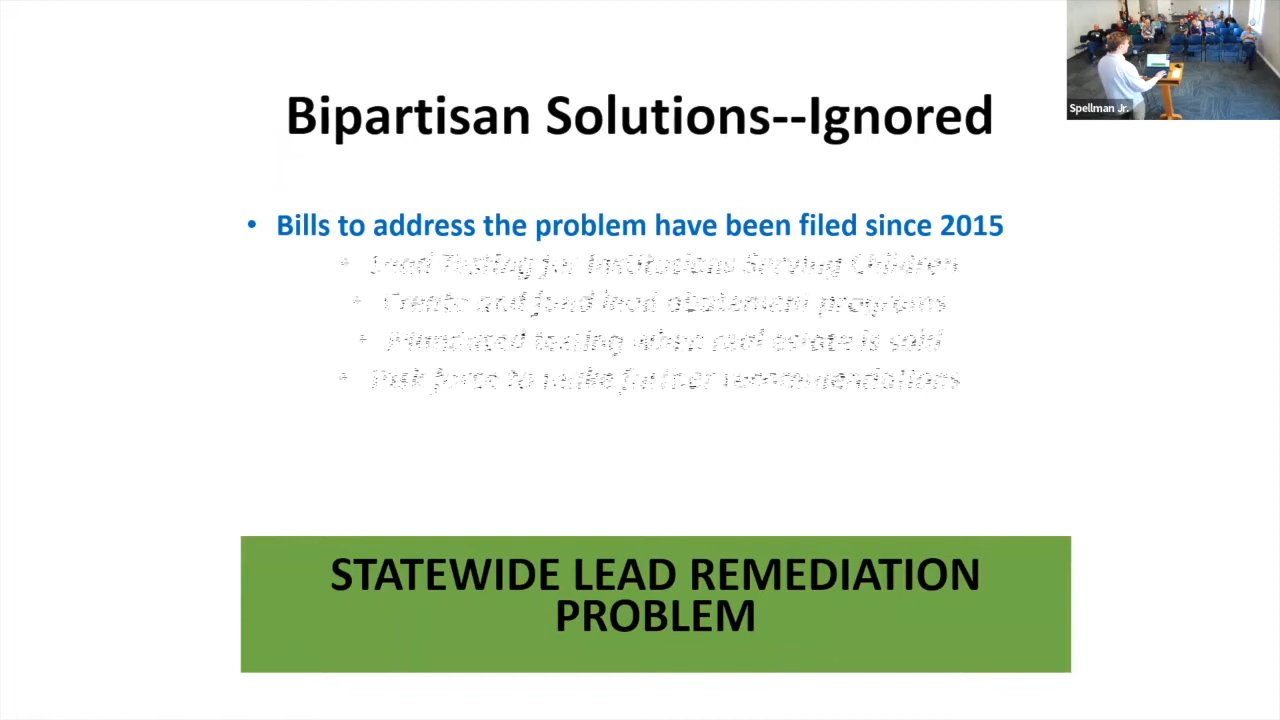 Bipartisan Solutions--Ignored
• Bills to address the problem have been filed since 2015
• Lead Testing for Institutions Serving Children
• Create and fund lead abatement programs
• Mandated testing when real estate is sold
• Task force to make further recommendations
STATEWIDE LEAD REMEDIATION
PROBLEM
Spellman Jr.